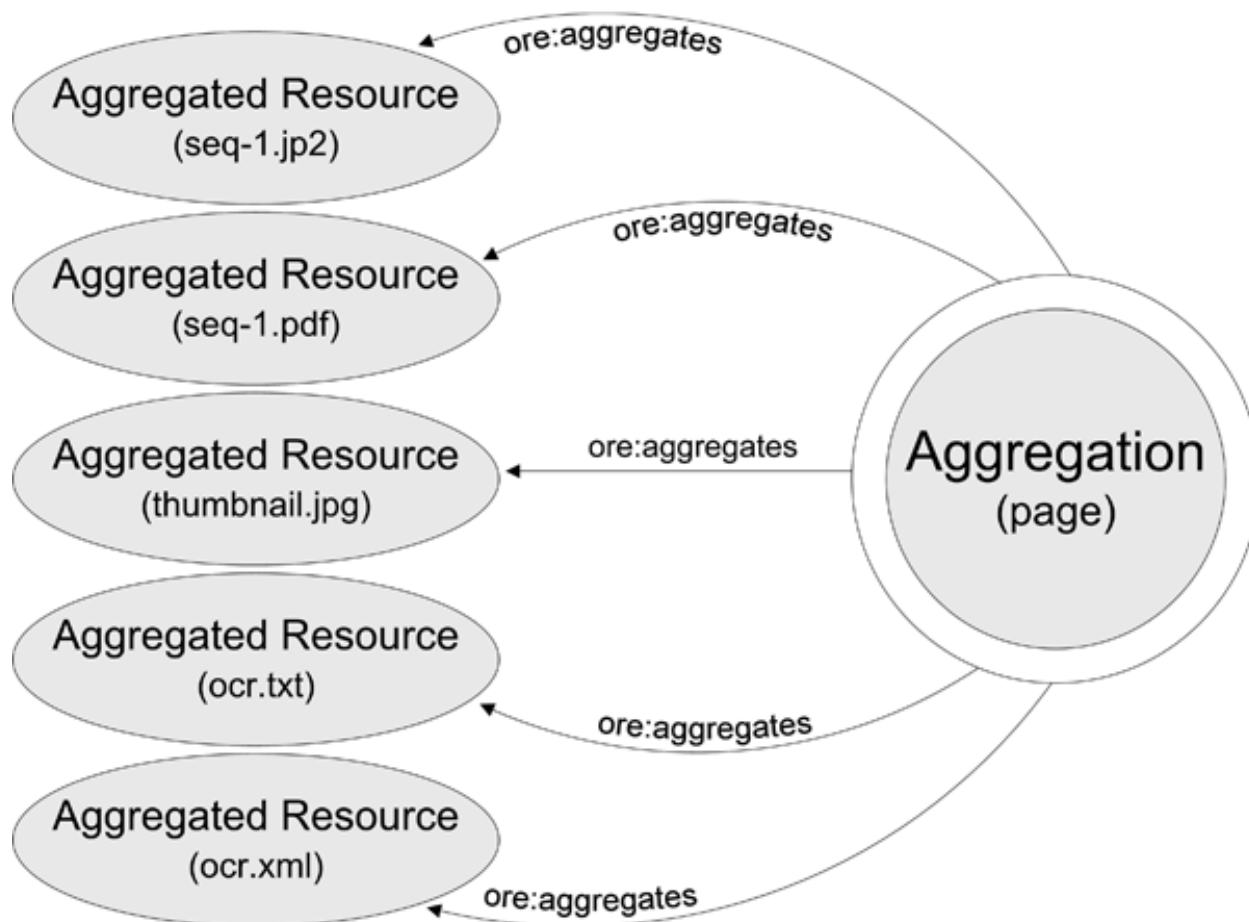 ore:aggregates
Aggregated Resource
(seq-1.jp2)
ore:aggregates
Aggregated Resource
(seq-1.pdf)
ore:aggregates
Aggregated Resource
(thumbnail.jpg)
Aggregation
(page)
Aggregated Resource
(ocr.txt)
ore:aggregates
Aggregated Resource
(ocr.xml)
ore:aggregates